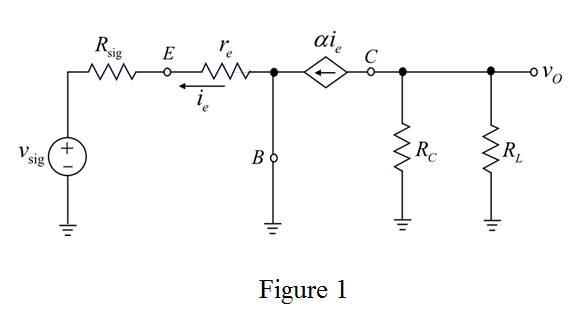 R_sig E r_e αi_e C
v_O
i_e
+
−
v_sig B R_C R_L
Figure 1